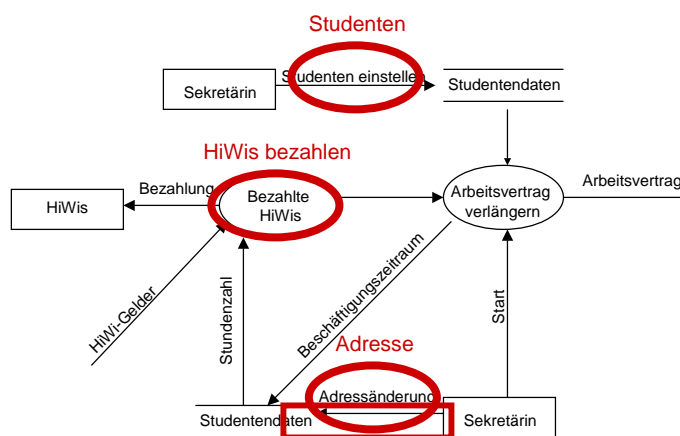 Studenten
Studenten einstellen
Sekretärin
Studentendaten
HiWis bezahlen
Bezahlung
Arbeitsvertrag
HiWis
Bezahlte
HiWis
Arbeitsvertrag
verlängern
HiWi-Gelder
Stundenzahl
Beschäftigungszeitraum
Start
Adresse
Adressänderung
Studentendaten
Sekretärin